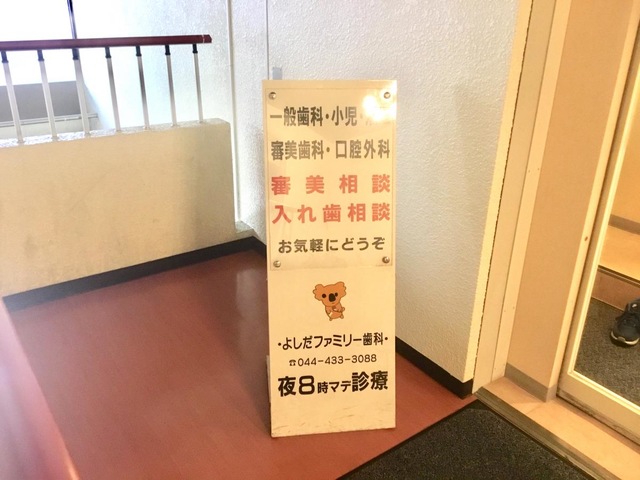 一般歯科・小児・
審美歯科・口腔外科
審美相談
入れ歯相談
お気軽にどうぞ
・よしだファミリー歯科・
☎044-433-3088
夜8時マデ診療